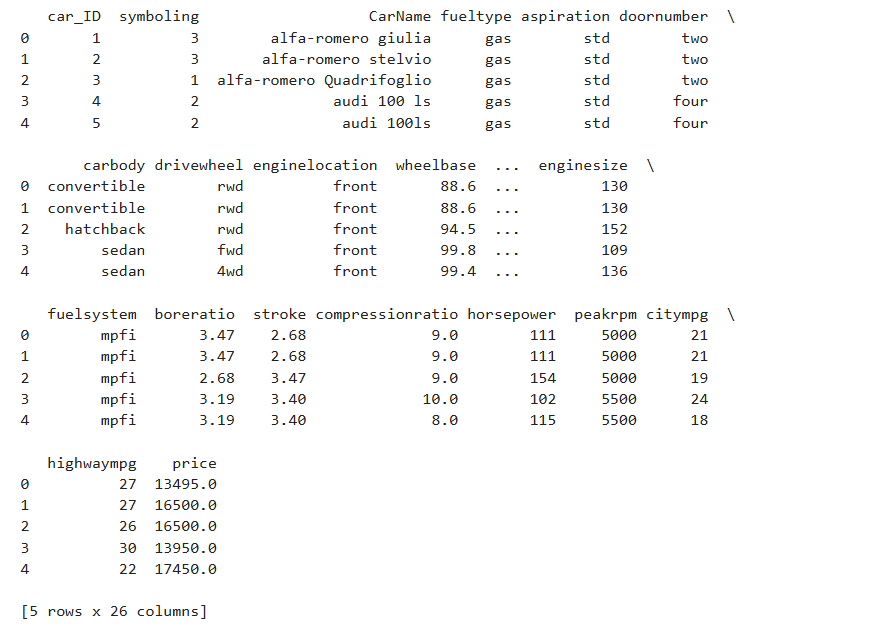 car_ID  symboling                   CarName fueltype aspiration doornumber  \
0       1          3        alfa-romero giulia      gas        std        two
1       2          3       alfa-romero stelvio      gas        std        two
2       3          1  alfa-romero Quadrifoglio      gas        std        two
3       4          2               audi 100 ls      gas        std       four
4       5          2                audi 100ls      gas        std       four

       carbody drivewheel enginelocation  wheelbase  ...  enginesize  \
0  convertible        rwd          front       88.6  ...         130
1  convertible        rwd          front       88.6  ...         130
2    hatchback        rwd          front       94.5  ...         152
3        sedan        fwd          front       99.8  ...         109
4        sedan        4wd          front       99.4  ...         136

   fuelsystem  boreratio  stroke compressionratio horsepower  peakrpm citympg  \
0        mpfi       3.47    2.68              9.0        111     5000      21
1        mpfi       3.47    2.68              9.0        111     5000      21
2        mpfi       2.68    3.47              9.0        154     5000      19
3        mpfi       3.19    3.40             10.0        102     5500      24
4        mpfi       3.19    3.40              8.0        115     5500      18

   highwaympg    price
0          27  13495.0
1          27  16500.0
2          26  16500.0
3          30  13950.0
4          22  17450.0

[5 rows x 26 columns]